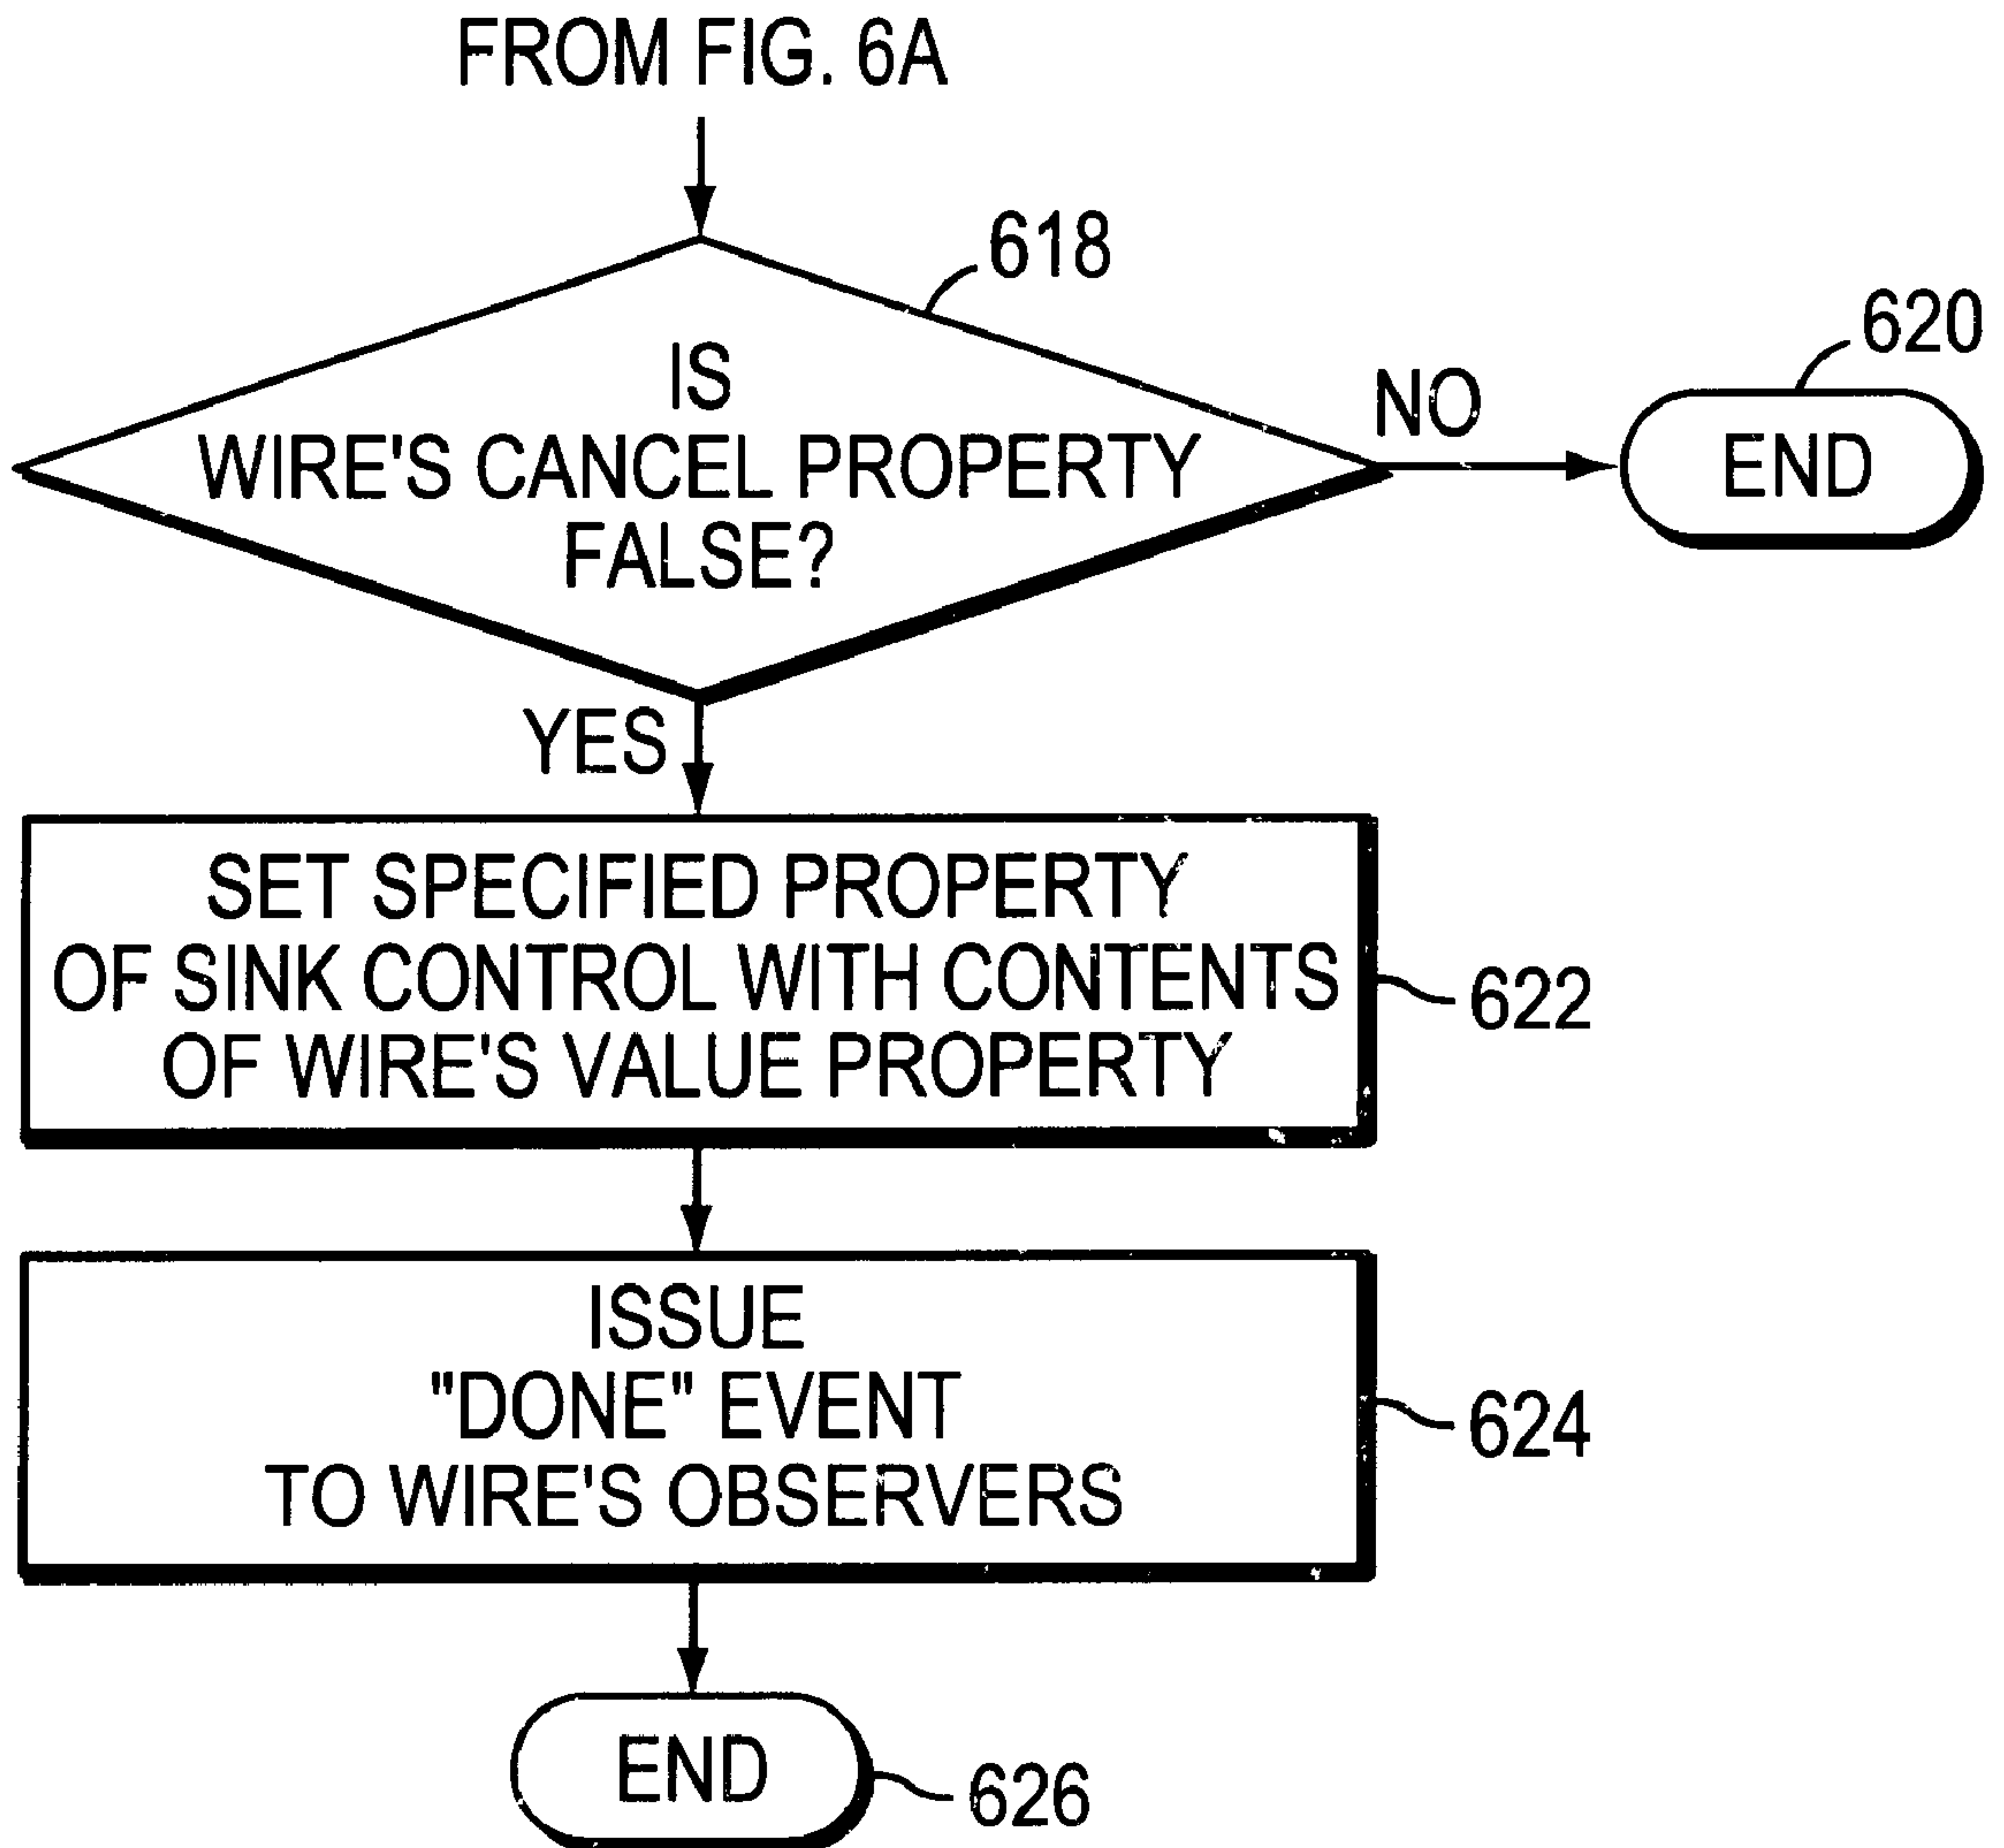 FROM FIG. 6A
618
IS
WIRE'S CANCEL PROPERTY
FALSE?
NO
620
END
YES
SET SPECIFIED PROPERTY
OF SINK CONTROL WITH CONTENTS
OF WIRE'S VALUE PROPERTY
622
ISSUE
"DONE" EVENT
TO WIRE'S OBSERVERS
624
END
626